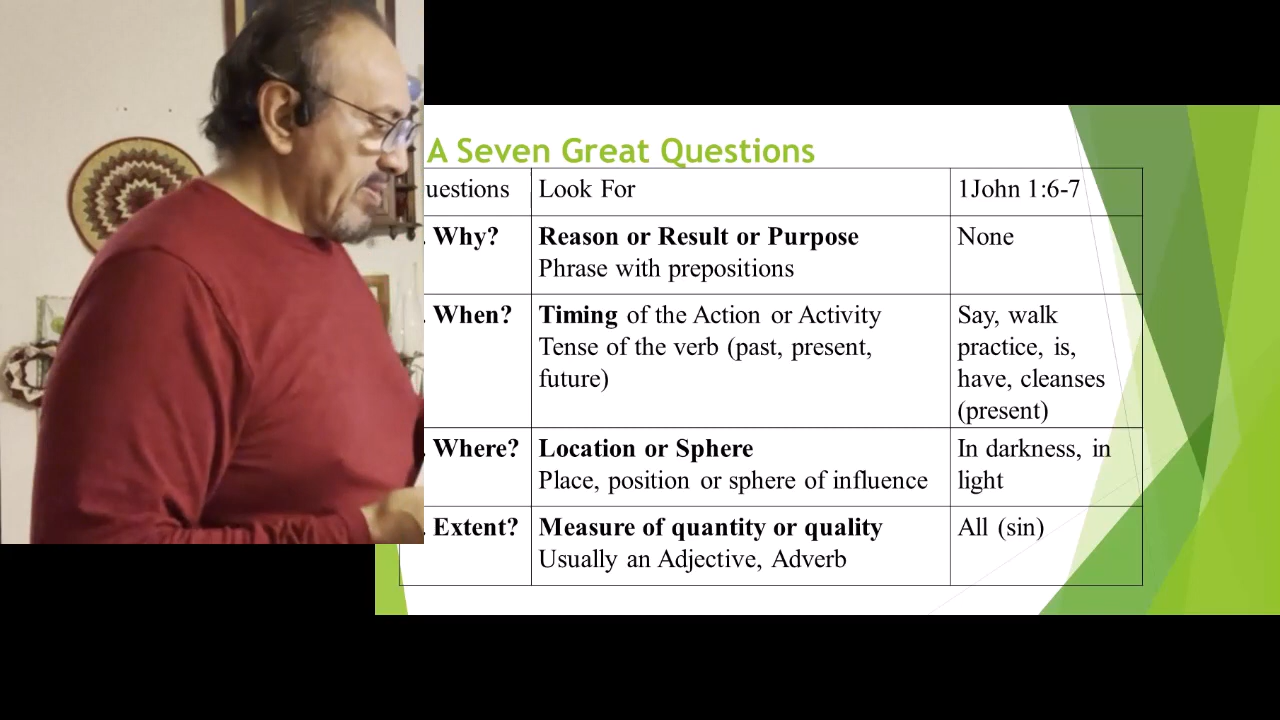 A Seven Great Questions
uestions Look For 1John 1:6-7
. Why? Reason or Result or Purpose None
Phrase with prepositions
. When? Timing of the Action or Activity Say, walk
Tense of the verb (past, present, practice, is,
future) have, cleanses
(present)
. Where? Location or Sphere In darkness, in
Place, position or sphere of influence light
. Extent? Measure of quantity or quality All (sin)
Usually an Adjective, Adverb